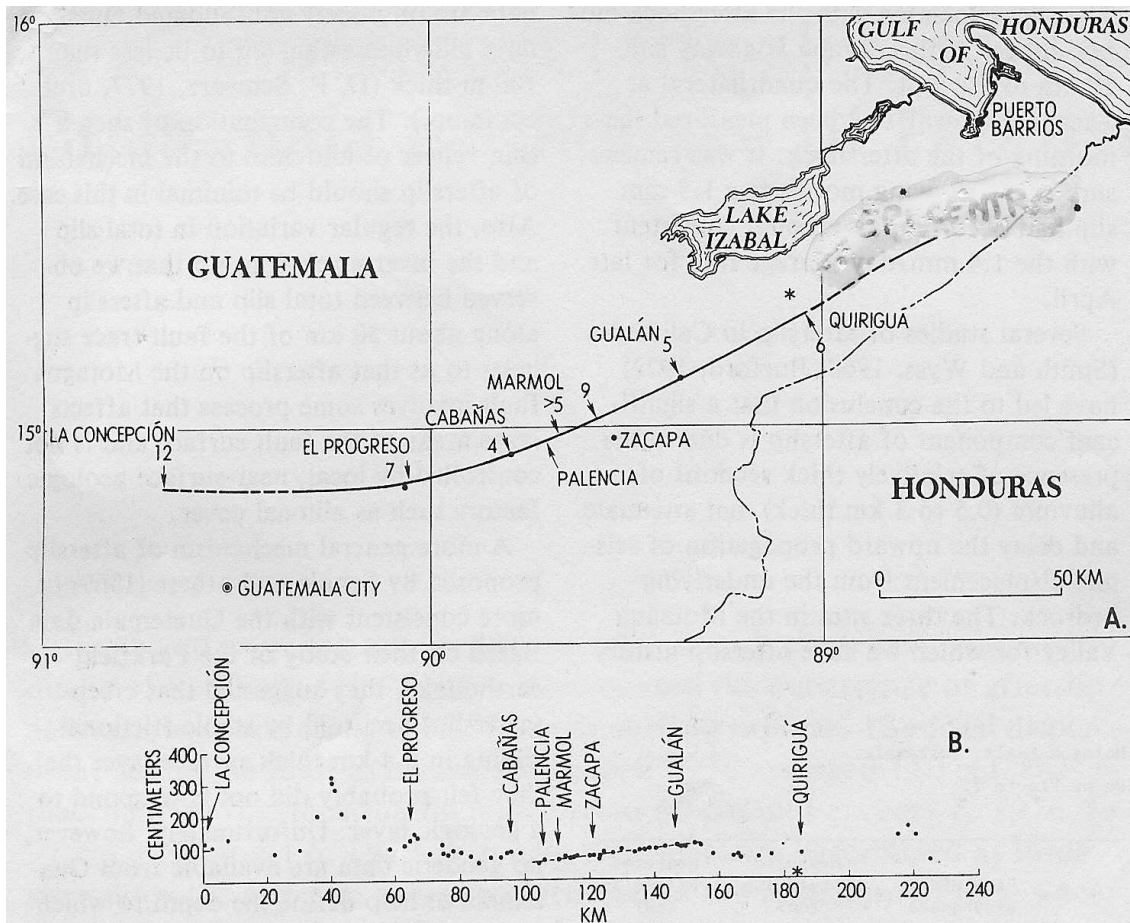 16°
GULF
OF
HONDURAS
PUERTO
BARRIOS
LAKE
IZABAL
EPICENTRE
GUATEMALA
*
QUIRIGUÁ
6
GUALÁN
5
MARMOL
>5
9
CABAÑAS
4
15°
LA CONCEPCIÓN
12
EL PROGRESO
7
ZACAPA
PALENCIA
HONDURAS
GUATEMALA CITY
0
50 KM
A.
91°
90°
89°
B.
CENTIMETERS
400
300
200
100
LA CONCEPCIÓN
EL PROGRESO
CABAÑAS
PALENCIA
MARMOL
ZACAPA
GUALÁN
QUIRIGUÁ
*
0 20 40 60 80 100 120 140 160 180 200 220 240
KM